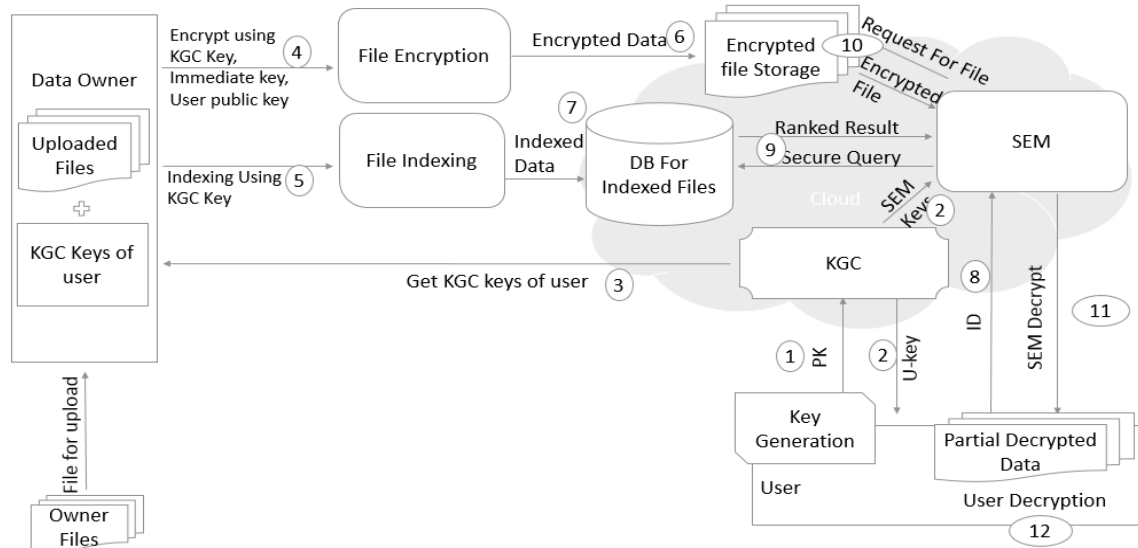 Data Owner
Uploaded
Files
KGC Keys of
user
File for upload
Owner
Files
Encrypt using
KGC Key,
Immediate key,
User public key
4
File Encryption
Encrypted Data
6
Encrypted
file Storage
10
Request For File
Encrypted
File
Indexing Using
KGC Key
5
File Indexing
Indexed
Data
7
DB For
Indexed Files
Ranked Result
9
Secure Query
SEM
Cloud
SEM
Keys
2
KGC
Get KGC keys of user
3
1
PK
2
U-key
8
ID
SEM Decrypt
11
Key
Generation
User
Partial Decrypted
Data
User Decryption
12